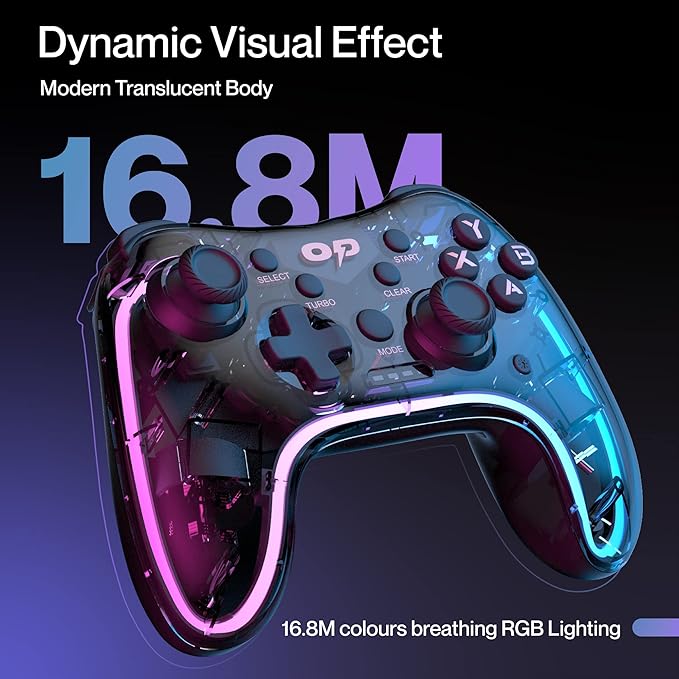 Dynamic Visual Effect
Modern Translucent Body
16.8M
OP
SELECT
START
TURBO
CLEAR
MODE
Y
X
B
A
16.8M colours breathing RGB Lighting